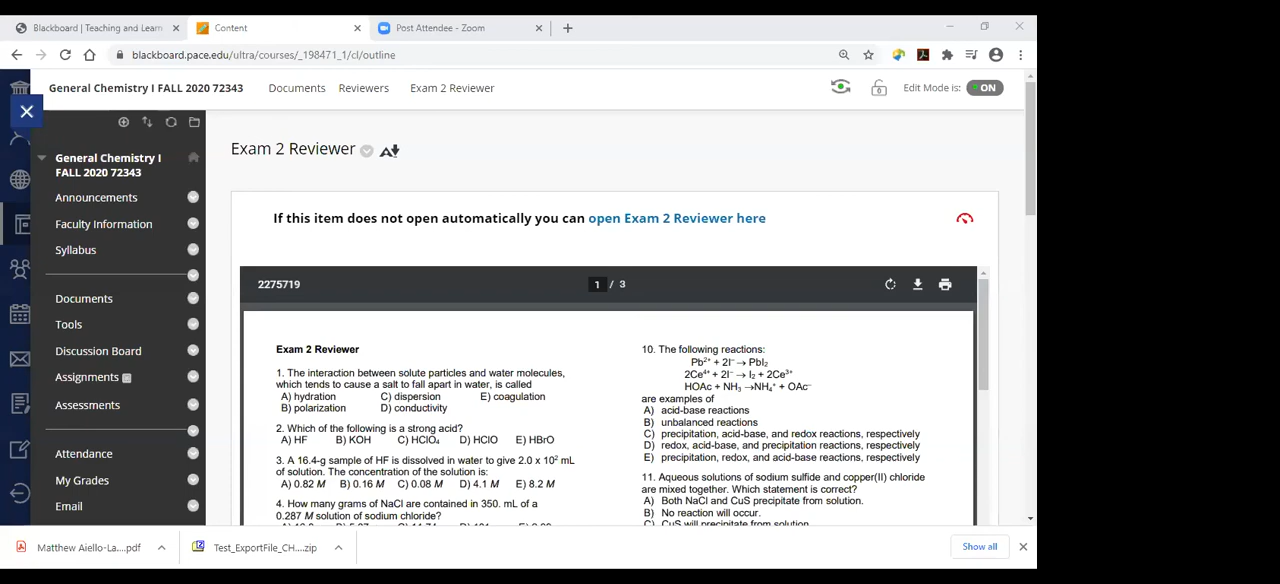 Blackboard | Teaching and Learn
Content
Post Attendee - Zoom
blackboard.pace.edu/ultra/courses/_198471_1/cl/outline
General Chemistry I FALL 2020 72343
Documents
Reviewers
Exam 2 Reviewer
Edit Mode is:
ON
General Chemistry I
FALL 2020 72343
Announcements
Faculty Information
Syllabus
Documents
Tools
Discussion Board
Assignments
Assessments
Attendance
My Grades
Email
Exam 2 Reviewer
If this item does not open automatically you can open Exam 2 Reviewer here
2275719
1 / 3
Exam 2 Reviewer
1. The interaction between solute particles and water molecules,
which tends to cause a salt to fall apart in water, is called
A) hydration C) dispersion E) coagulation
B) polarization D) conductivity
2. Which of the following is a strong acid?
A) HF B) KOH C) HClO₄ D) HClO E) HBrO
3. A 16.4-g sample of HF is dissolved in water to give 2.0 x 10² mL
of solution. The concentration of the solution is:
A) 0.82 M B) 0.16 M C) 0.08 M D) 4.1 M E) 8.2 M
4. How many grams of NaCl are contained in 350. mL of a
0.287 M solution of sodium chloride?
10. The following reactions:
Pb²⁺ + 2I⁻ → PbI₂
2Ce⁴⁺ + 2I⁻ → I₂ + 2Ce³⁺
HOAc + NH₃ →NH₄⁺ + OAc⁻
are examples of
A) acid-base reactions
B) unbalanced reactions
C) precipitation, acid-base, and redox reactions, respectively
D) redox, acid-base, and precipitation reactions, respectively
E) precipitation, redox, and acid-base reactions, respectively
11. Aqueous solutions of sodium sulfide and copper(II) chloride
are mixed together. Which statement is correct?
A) Both NaCl and CuS precipitate from solution.
B) No reaction will occur.
C) CuS will precipitate from solution
Matthew Aiello-La....pdf
Test_ExportFile_CH....zip
Show all